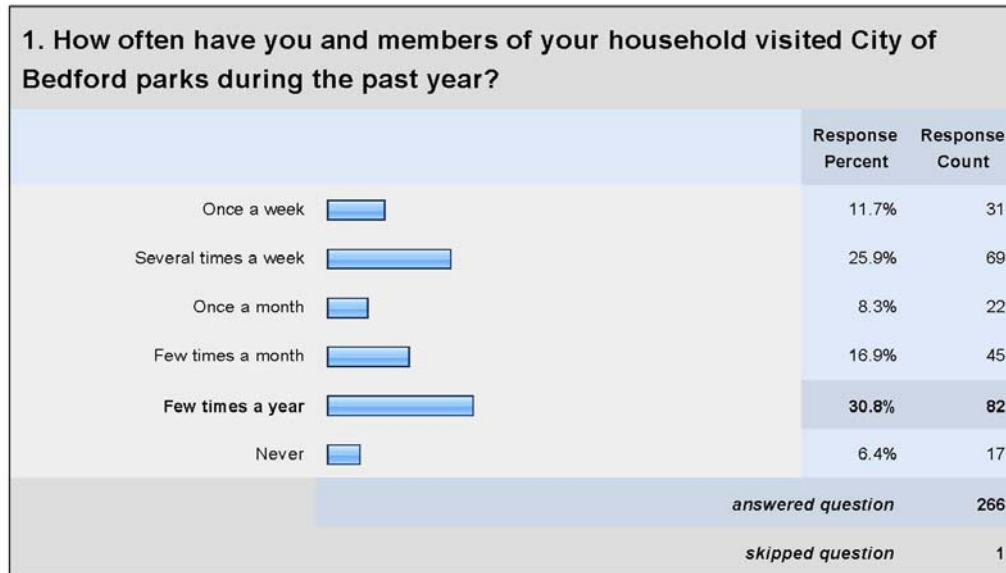 1. How often have you and members of your household visited City of
Bedford parks during the past year?
Response Percent Response Count
Once a week 11.7% 31
Several times a week 25.9% 69
Once a month 8.3% 22
Few times a month 16.9% 45
Few times a year 30.8% 82
Never 6.4% 17
answered question 266
skipped question 1